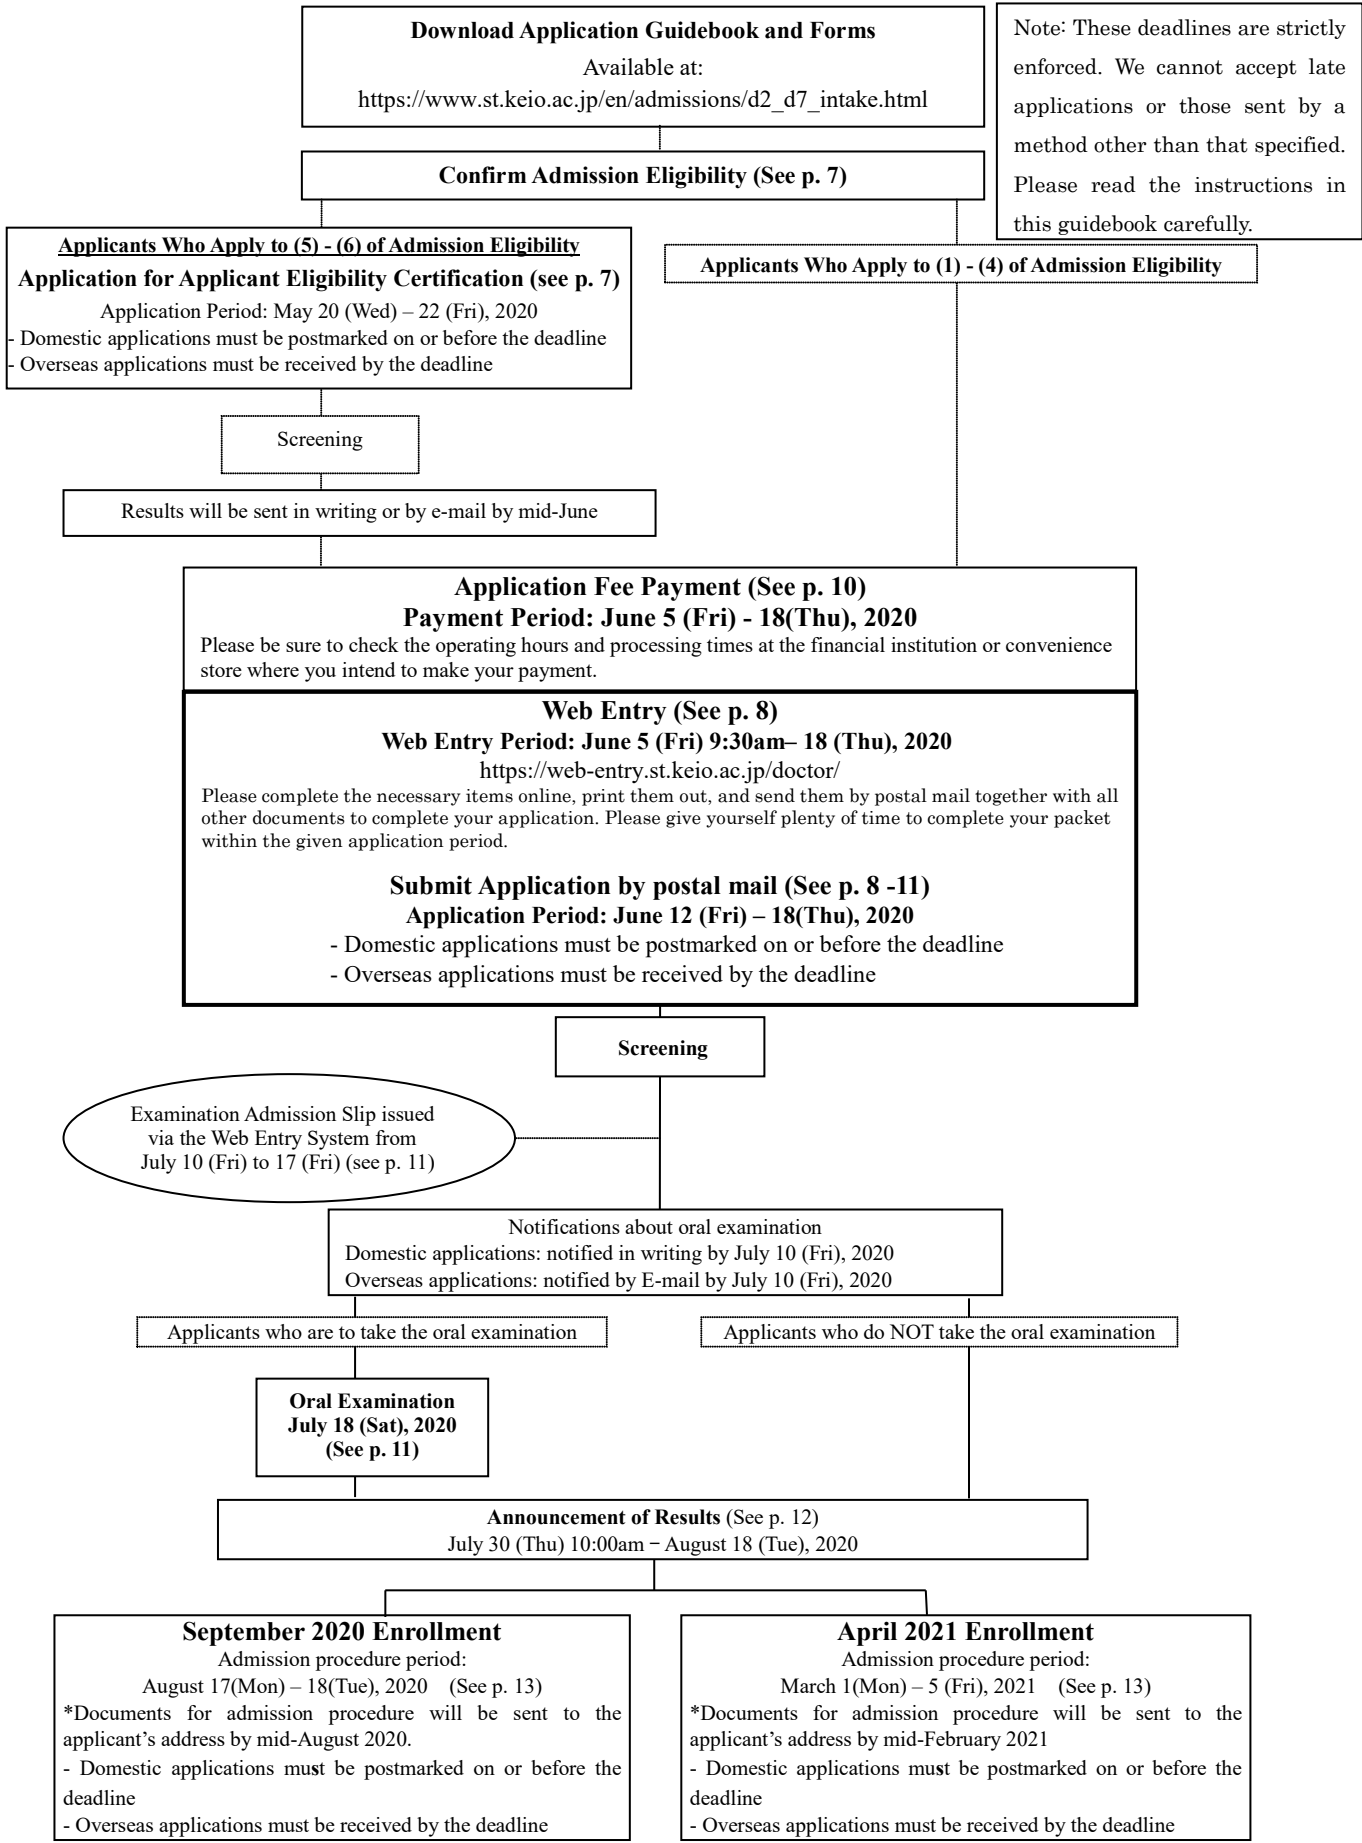 Download Application Guidebook and Forms
Available at:
https://www.st.keio.ac.jp/en/admissions/d2_d7_intake.html
Note: These deadlines are strictly
enforced. We cannot accept late
applications or those sent by a
method other than that specified.
Please read the instructions in
this guidebook carefully.
Confirm Admission Eligibility (See p. 7)
Applicants Who Apply to (5) - (6) of Admission Eligibility
Application for Applicant Eligibility Certification (see p. 7)
Application Period: May 20 (Wed) – 22 (Fri), 2020
- Domestic applications must be postmarked on or before the deadline
- Overseas applications must be received by the deadline
Applicants Who Apply to (1) - (4) of Admission Eligibility
Screening
Results will be sent in writing or by e-mail by mid-June
Application Fee Payment (See p. 10)
Payment Period: June 5 (Fri) - 18(Thu), 2020
Please be sure to check the operating hours and processing times at the financial institution or convenience
store where you intend to make your payment.
Web Entry (See p. 8)
Web Entry Period: June 5 (Fri) 9:30am– 18 (Thu), 2020
https://web-entry.st.keio.ac.jp/doctor/
Please complete the necessary items online, print them out, and send them by postal mail together with all
other documents to complete your application. Please give yourself plenty of time to complete your packet
within the given application period.
Submit Application by postal mail (See p. 8 -11)
Application Period: June 12 (Fri) – 18(Thu), 2020
- Domestic applications must be postmarked on or before the deadline
- Overseas applications must be received by the deadline
Screening
Examination Admission Slip issued
via the Web Entry System from
July 10 (Fri) to 17 (Fri) (see p. 11)
Notifications about oral examination
Domestic applications: notified in writing by July 10 (Fri), 2020
Overseas applications: notified by E-mail by July 10 (Fri), 2020
Applicants who are to take the oral examination
Applicants who do NOT take the oral examination
Oral Examination
July 18 (Sat), 2020
(See p. 11)
Announcement of Results (See p. 12)
July 30 (Thu) 10:00am – August 18 (Tue), 2020
September 2020 Enrollment
Admission procedure period:
August 17(Mon) – 18(Tue), 2020 (See p. 13)
*Documents for admission procedure will be sent to the
applicant's address by mid-August 2020.
- Domestic applications must be postmarked on or before the
deadline
- Overseas applications must be received by the deadline
April 2021 Enrollment
Admission procedure period:
March 1(Mon) – 5 (Fri), 2021 (See p. 13)
*Documents for admission procedure will be sent to the
applicant's address by mid-February 2021
- Domestic applications must be postmarked on or before the
deadline
- Overseas applications must be received by the deadline